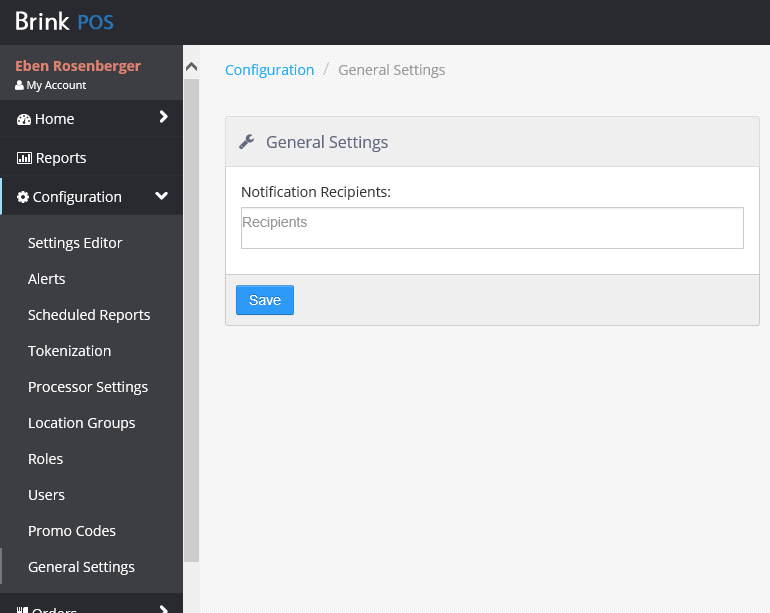 Brink POS
Eben Rosenberger
My Account
Home
Reports
Configuration
Settings Editor
Alerts
Scheduled Reports
Tokenization
Processor Settings
Location Groups
Roles
Users
Promo Codes
General Settings
Orders
Configuration / General Settings
General Settings
Notification Recipients:
Recipients
Save